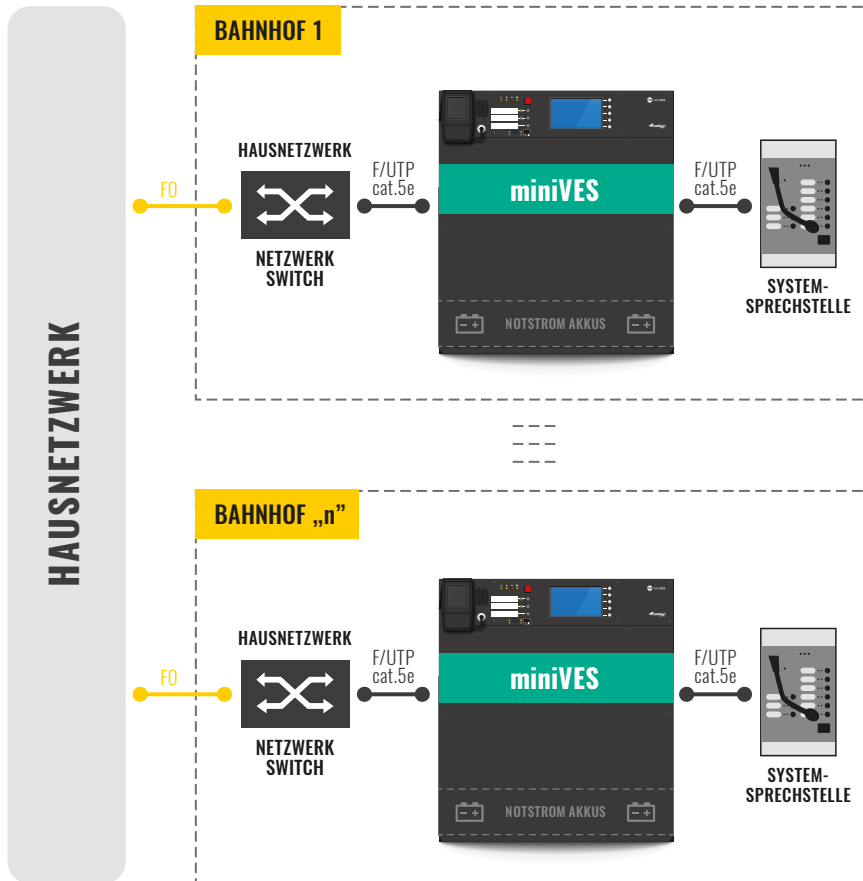 HAUSNETZWERK
BAHNHOF 1
FO
HAUSNETZWERK
NETZWERK
SWITCH
F/UTP
cat.5e
miniVES
NOTSTROM AKKUS
F/UTP
cat.5e
SYSTEM-
SPRECHSTELLE
BAHNHOF „n”
FO
HAUSNETZWERK
NETZWERK
SWITCH
F/UTP
cat.5e
miniVES
NOTSTROM AKKUS
F/UTP
cat.5e
SYSTEM-
SPRECHSTELLE